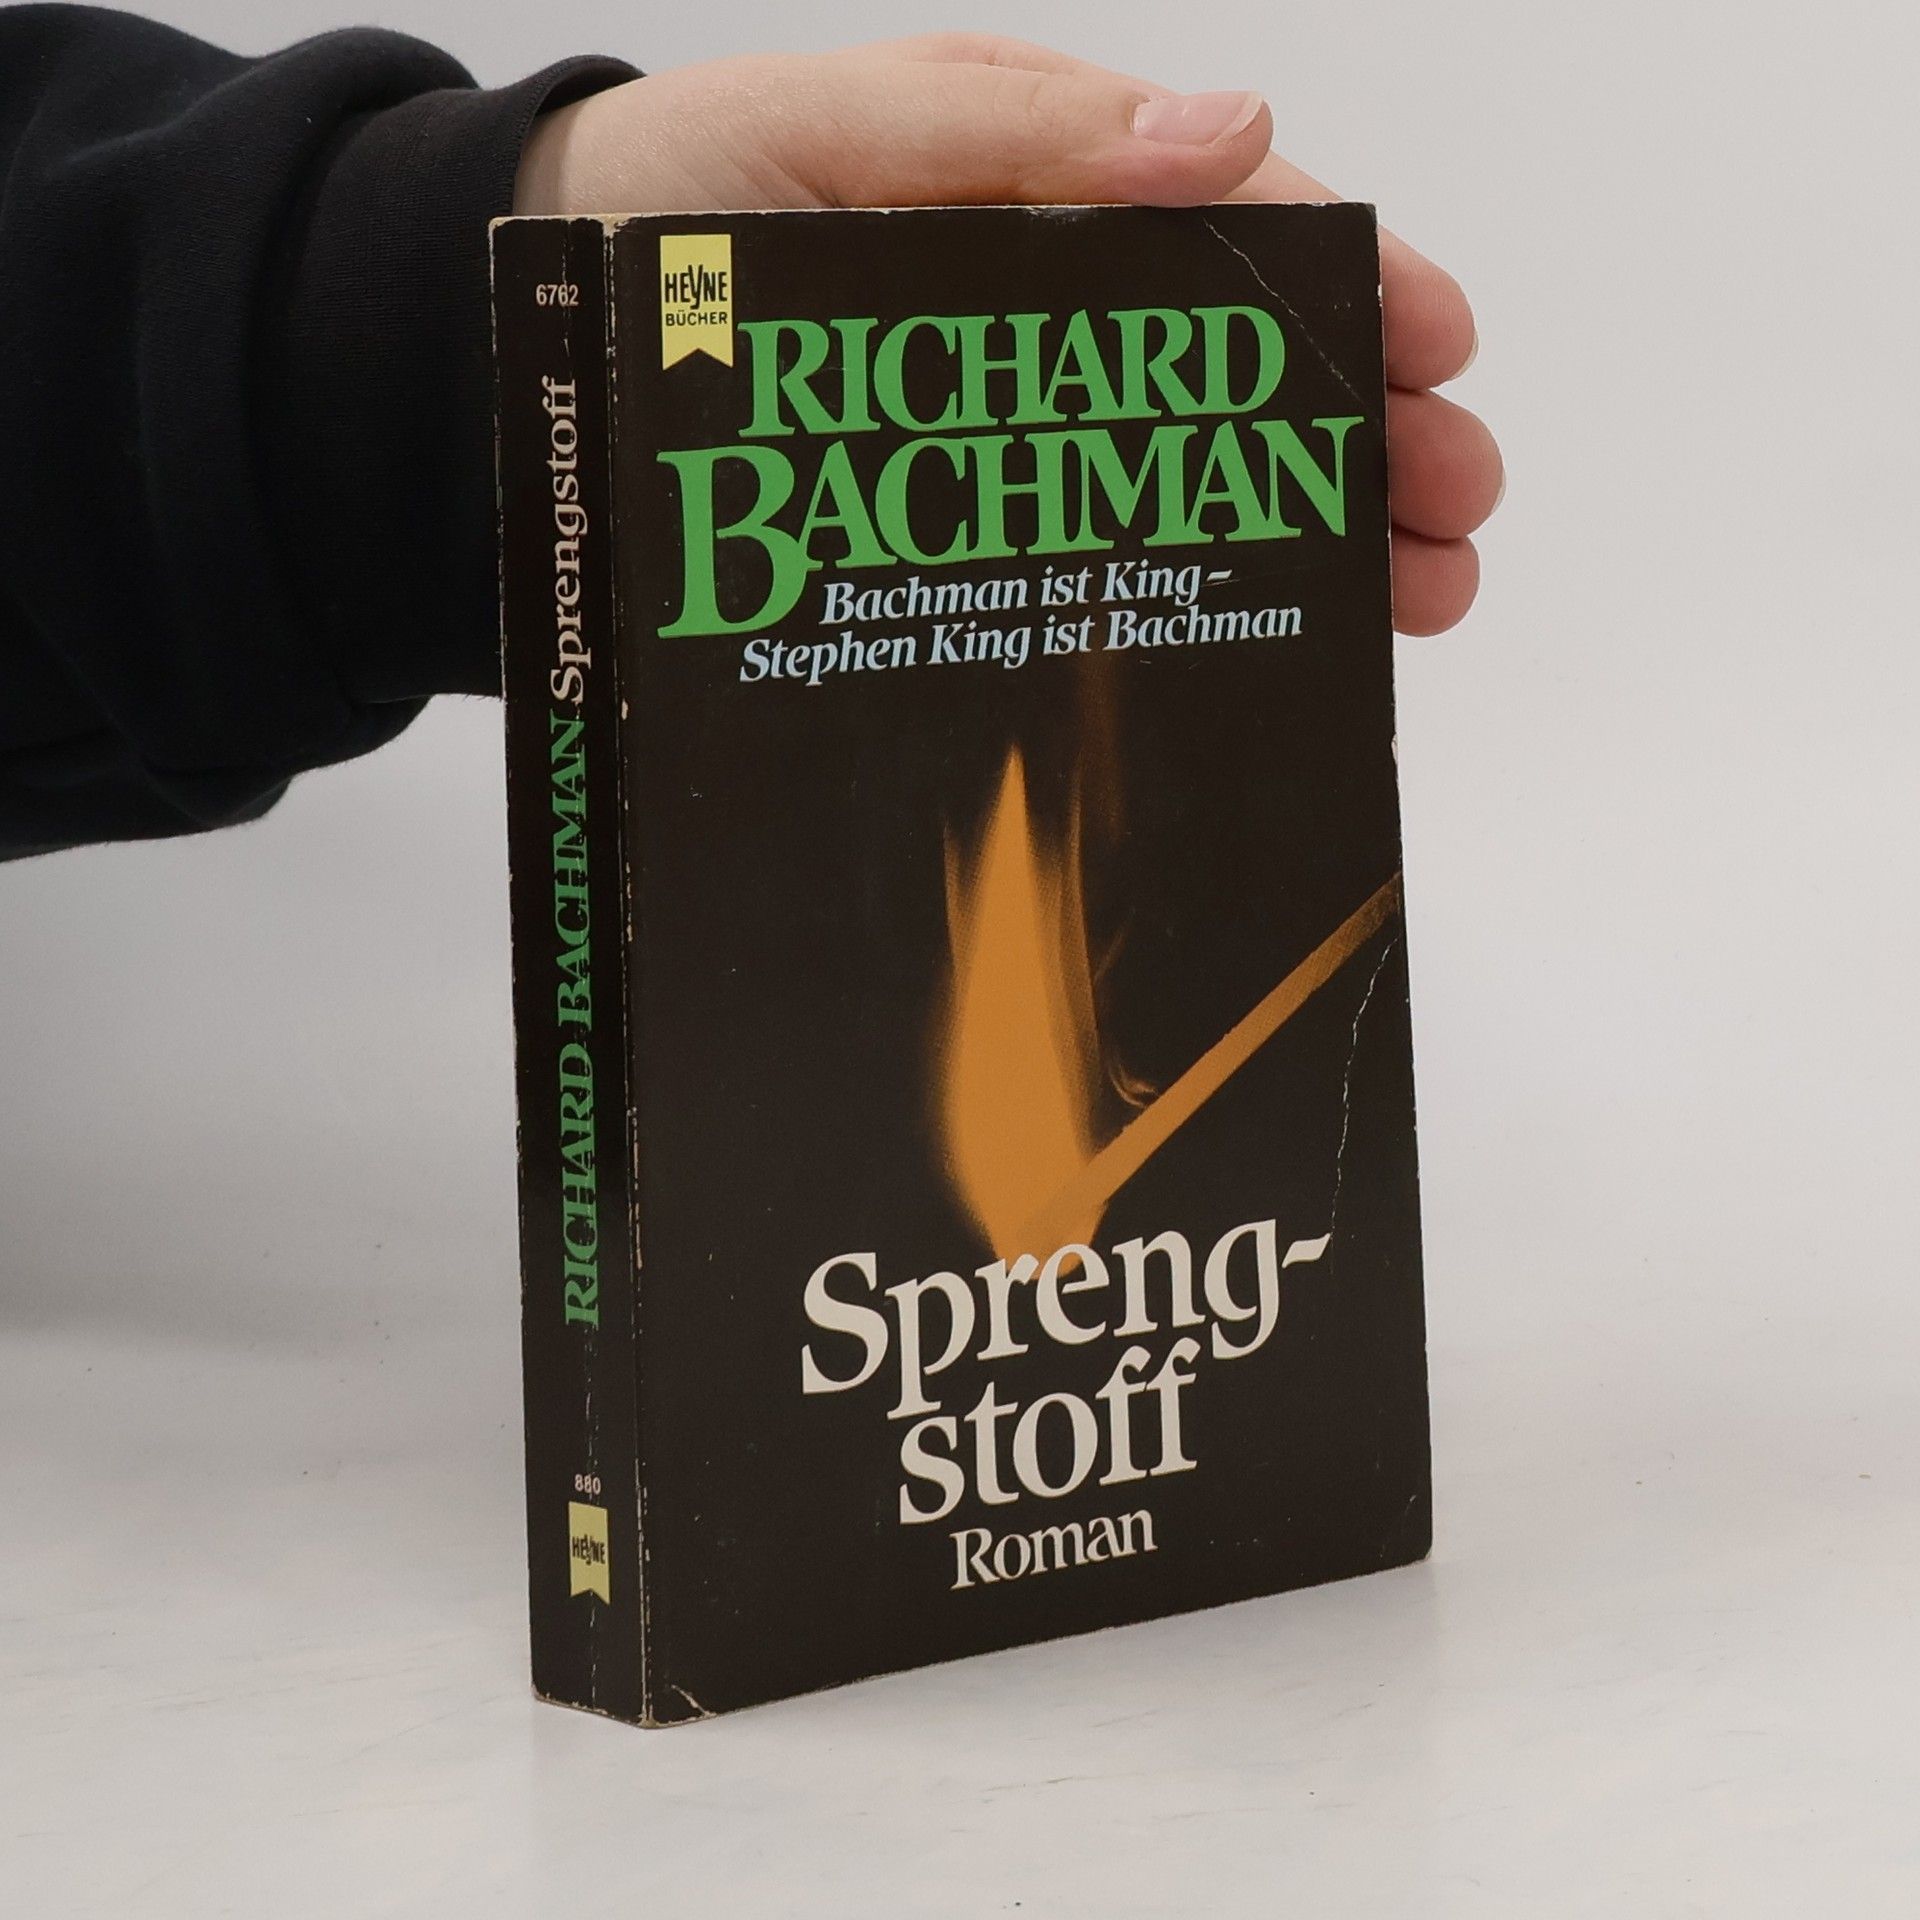 6762
RICHARD BACHMAN Sprengstoff
880
HEYNE
HEYNE
BÜCHER
RICHARD
BACHMAN
Bachman ist King–
Stephen King ist Bachman
Spreng-
stoff
Roman